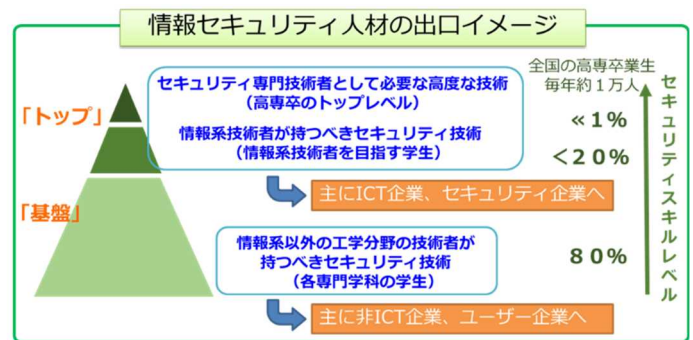 情報セキュリティ人材の出口イメージ
セキュリティ専門技術者として必要な高度な技術
（高専卒のトップレベル）
情報系技術者が持つべきセキュリティ技術
（情報系技術者を目指す学生）
「トップ」
全国の高専卒業生
毎年約１万人
≪1%
＜２０％
主にICT企業、セキュリティ企業へ
「基盤」
情報系以外の工学分野の技術者が
持つべきセキュリティ技術
（各専門学科の学生）
８０％
主に非ICT企業、ユーザー企業へ
セキュリティスキルレベル